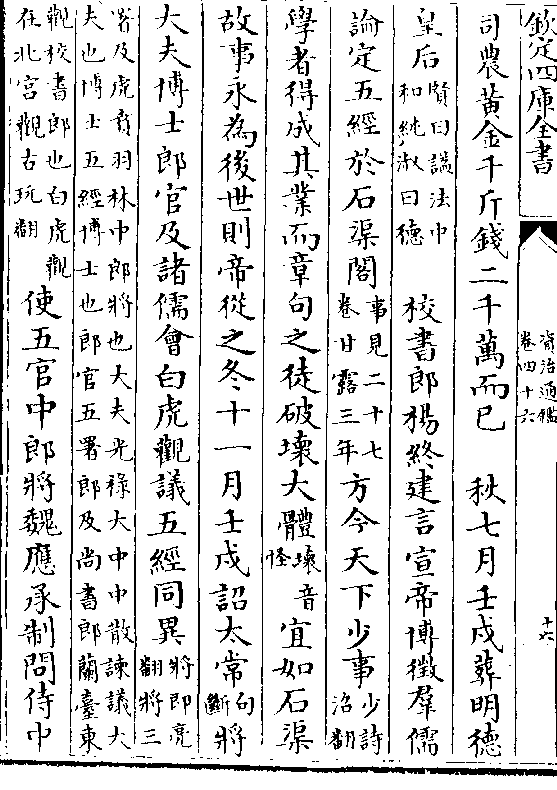 欽定四庫全書
資治通鑑
卷四十六
十六
司農黃金千斤錢二千萬而已　秋七月壬戌葬明德
皇后賢曰諡法中和純淑曰德　校書郎楊終建言宣帝博徵羣儒
論定五經於石渠閣事見二十七卷甘露三年方今天下少事少詩沼翻
學者得成其業而章句之徒破壞大體壞音怪宜如石渠
故事永為後世則帝從之冬十一月壬戌詔太常句斷將
大夫博士郎官及諸儒會白虎觀議五經同異將即亮翻將三
署及虎賁羽林中郎將也大夫光祿大中中散諫議大
夫也博士五經博士也郎官五署郎及尚書郎蘭臺東
觀校書郎也白虎觀在北宮觀古玩翻使五官中郎將魏應承制問侍中